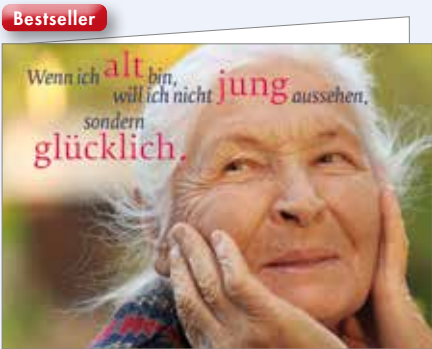 Bestseller
Wenn ich alt bin,
will ich nicht jung aussehen,
sondern
glücklich.